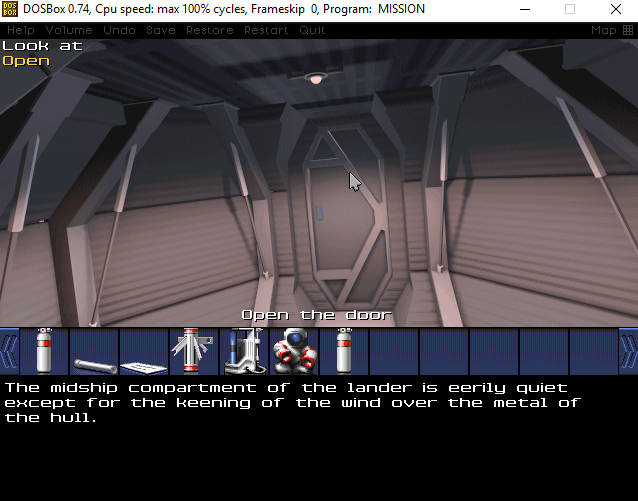 DOSBox 0.74, Cpu speed: max 100% cycles, Frameskip 0, Program: MISSION
DOS BOX
Help Volume Undo Save Restore Restart Quit Map
Look at
Open
Open the door
The midship compartment of the lander is eerily quiet
except for the keening of the wind over the metal of
the hull.